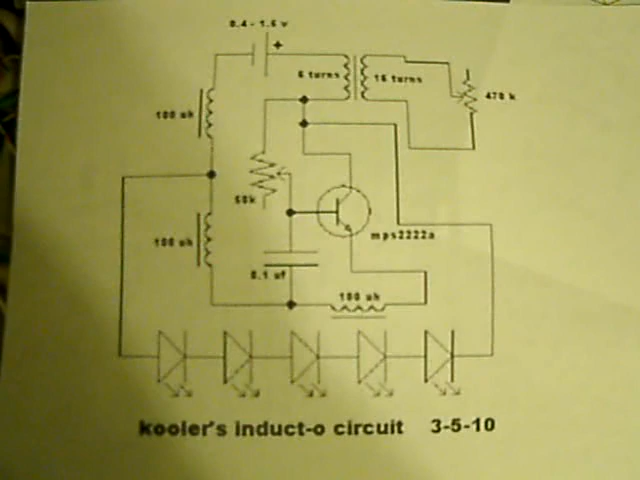 0.4 - 1.6 v
+
6 turns
16 turns
470 k
100 uh
50k
100 uh
mps2222a
0.1 uf
100 uh
kooler's induct-o circuit 3-5-10